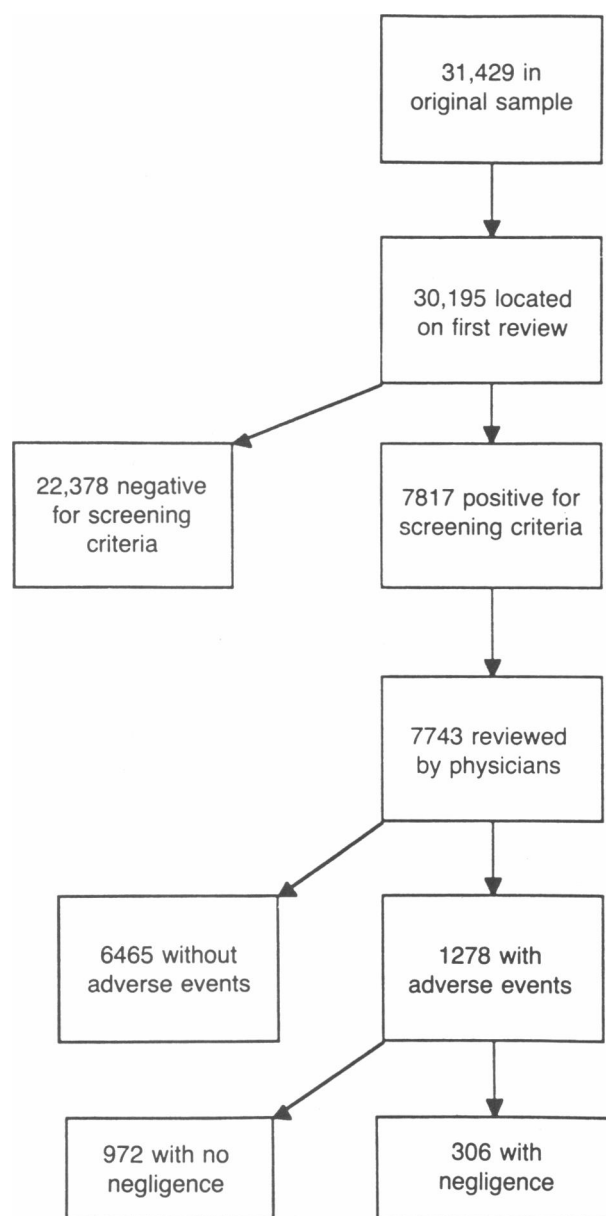 31,429 in
original sample
30,195 located
on first review
22,378 negative
for screening
criteria
7817 positive for
screening criteria
7743 reviewed
by physicians
6465 without
adverse events
1278 with
adverse events
972 with no
negligence
306 with
negligence